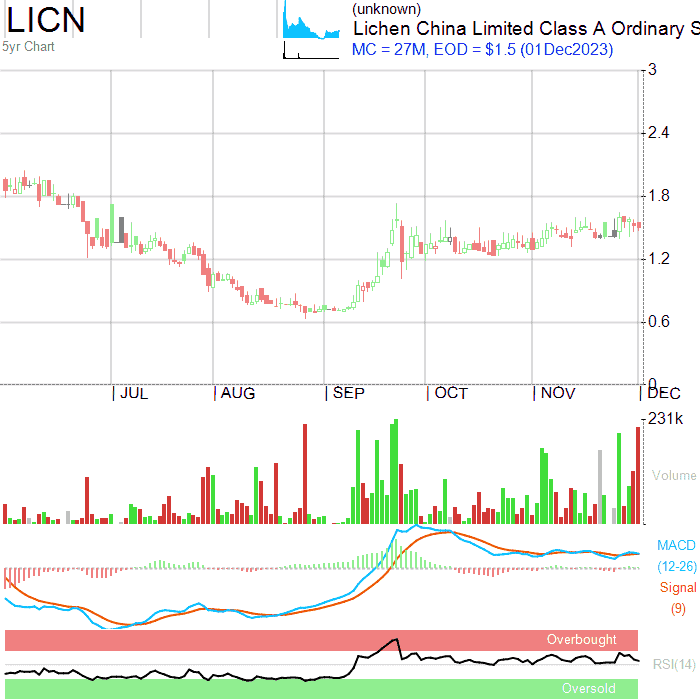 LICN
5yr Chart
(unknown)
Lichen China Limited Class A Ordinary S
MC = 27M, EOD = $1.5 (01Dec2023)
3
2.4
1.8
1.2
0.6
0
JUL AUG SEP OCT NOV DEC
231k
Volume
MACD
(12-26)
Signal
(9)
Overbought
RSI(14)
Oversold